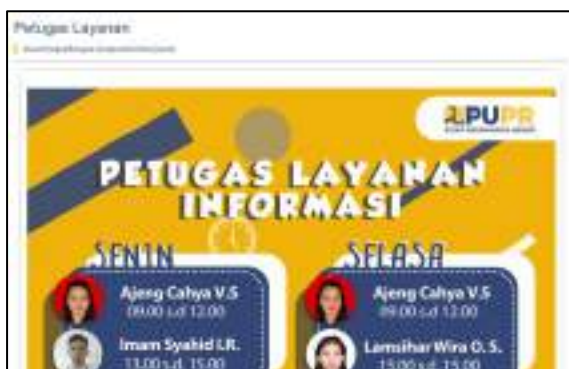 Petugas Layanan
PUPR
PETUGAS LAYANAN
INFORMASI
SENIN
Ajeng Cahya V.S
09.00 s.d 12.00
Imam Syahid I.R.
13.00 s.d. 15.00
SELASA
Ajeng Cahya V.S
09.00 s.d 12.00
Lamsihar Wira O. S.
13.00 s.d. 15.00